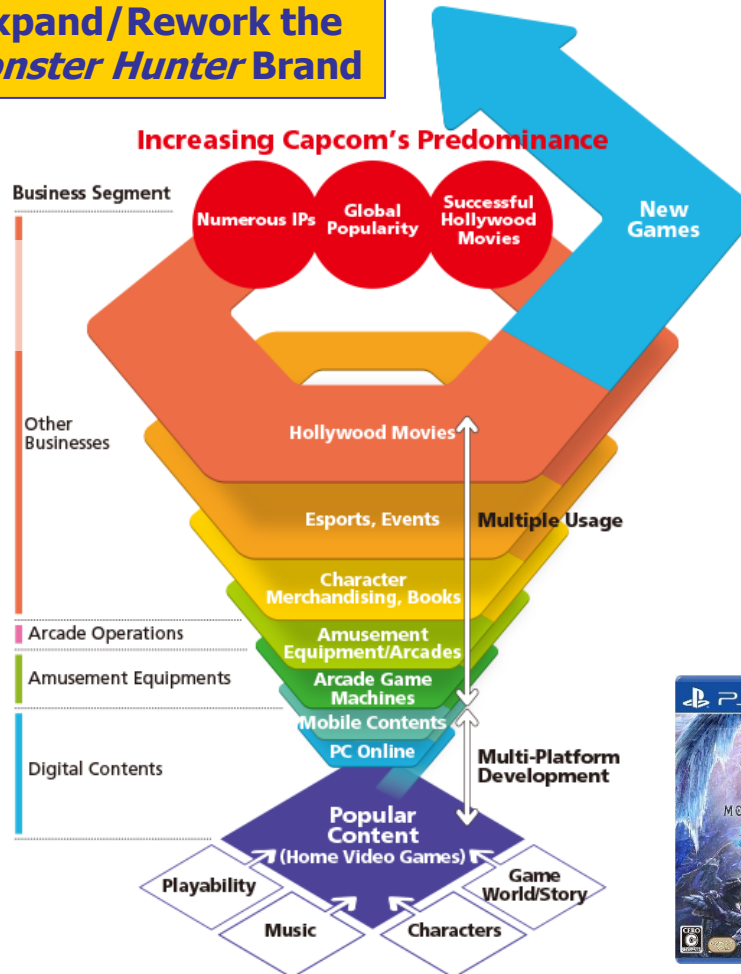 xpand/Rework the
onster Hunter Brand
Increasing Capcom's Predominance
Business Segment
Numerous IPs
Global
Popularity
Successful
Hollywood
Movies
New
Games
Other
Businesses
Hollywood Movies
Esports, Events
Multiple Usage
Character
Merchandising, Books
Arcade Operations
Amusement
Equipment/Arcades
Amusement Equipments
Arcade Game
Machines
Mobile Contents
PC Online
Digital Contents
Multi-Platform
Development
Popular
Content
(Home Video Games)
Playability
Music
Characters
Game
World/Story